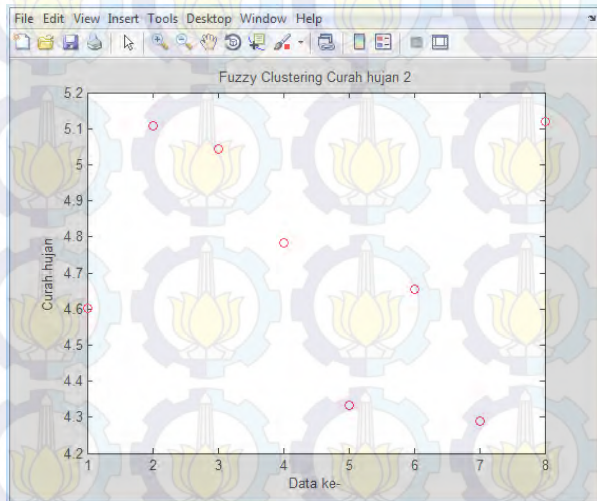 File Edit View Insert Tools Desktop Window Help
Fuzzy Clustering Curah hujan 2
5.2
5.1
5
4.9
4.8
4.7
4.6
4.5
4.4
4.3
4.2
Curah hujan
1 2 3 4 5 6 7 8
Data ke-